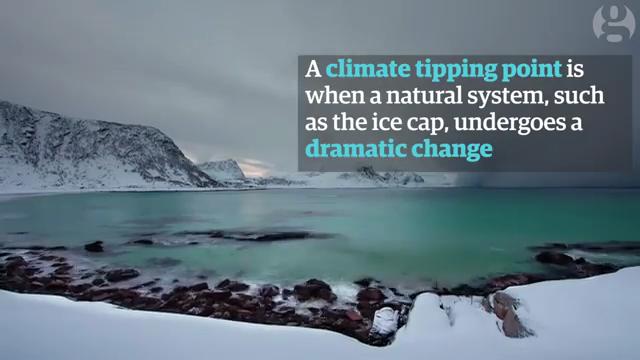 A climate tipping point is
when a natural system, such
as the ice cap, undergoes a
dramatic change